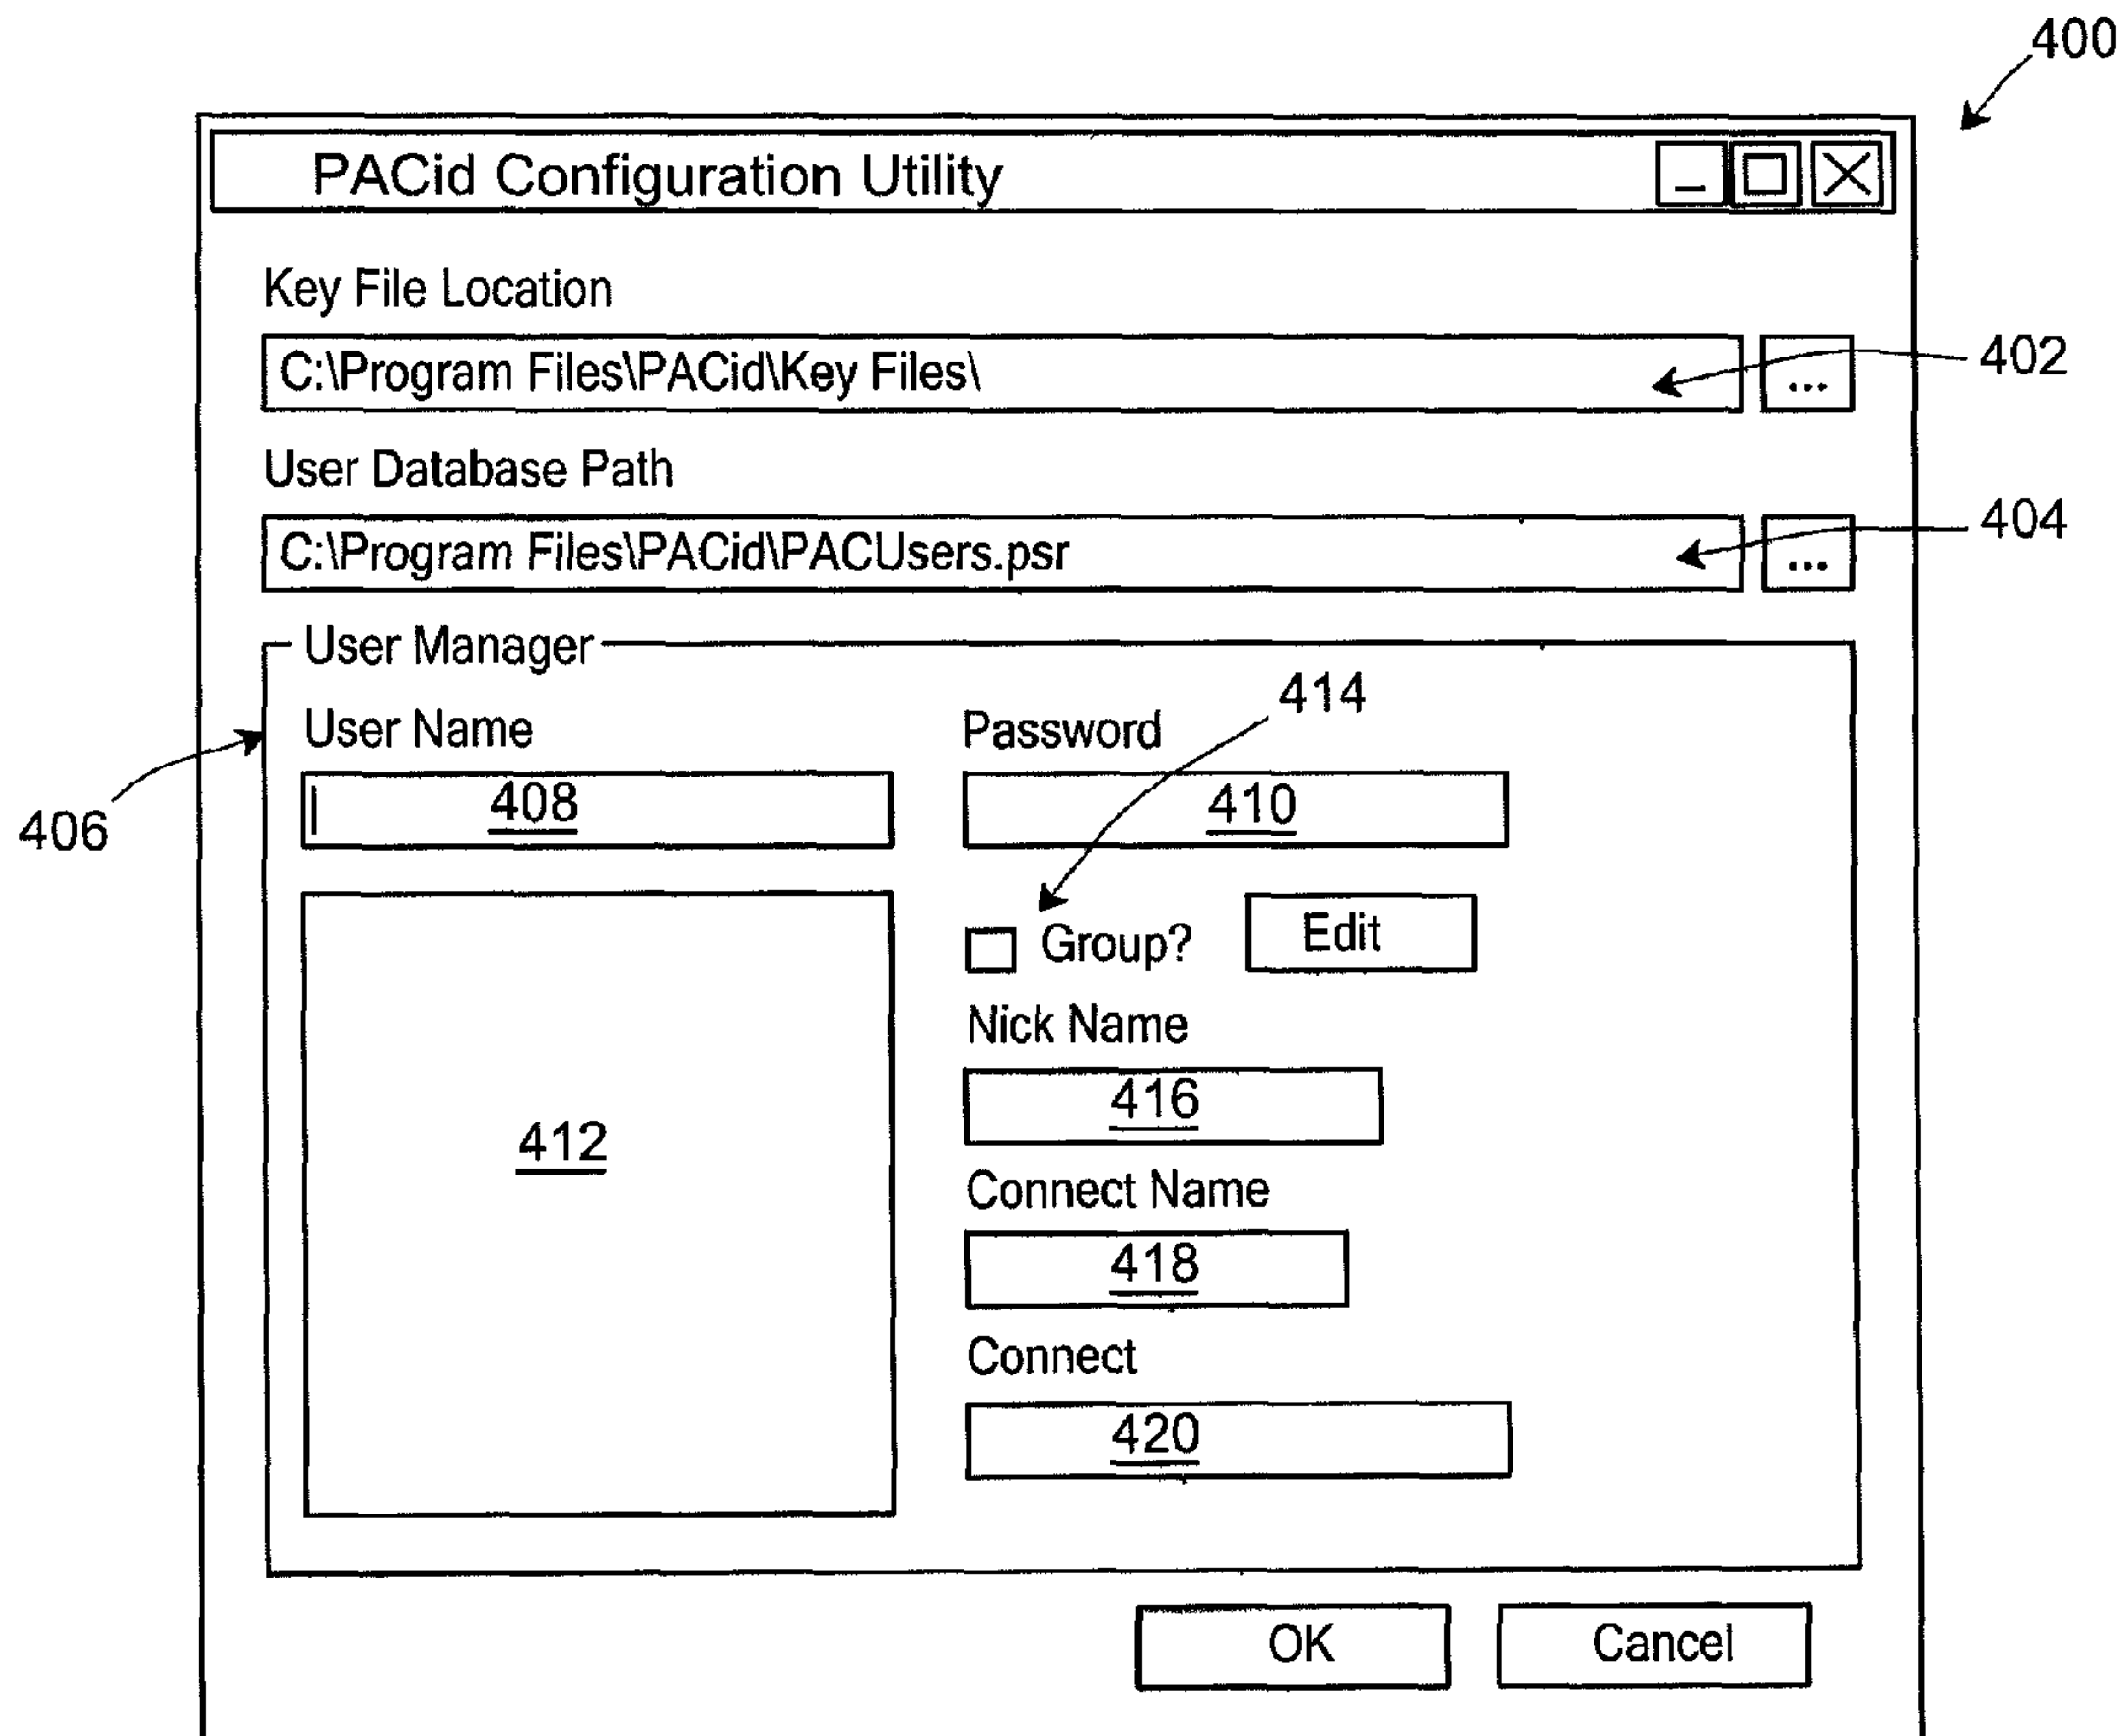 400
PACid Configuration Utility
Key File Location
C:\Program Files\PACid\Key Files\
...
402
User Database Path
C:\Program Files\PACid\PACUsers.psr
...
404
User Manager
414
User Name
Password
406
408
410
Group?
Edit
Nick Name
416
412
Connect Name
418
Connect
420
OK
Cancel